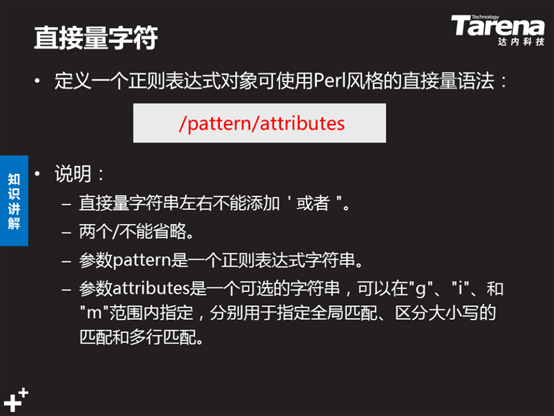 直接量字符
Technology
Tarena
达内科技
• 定义一个正则表达式对象可使用Perl风格的直接量语法：
/pattern/attributes
知识讲解
• 说明：
– 直接量字符串左右不能添加 ' 或者 "。
– 两个/不能省略。
– 参数pattern是一个正则表达式字符串。
– 参数attributes是一个可选的字符串，可以在"g"、"i"、和
"m"范围内指定，分别用于指定全局匹配、区分大小写的
匹配和多行匹配。